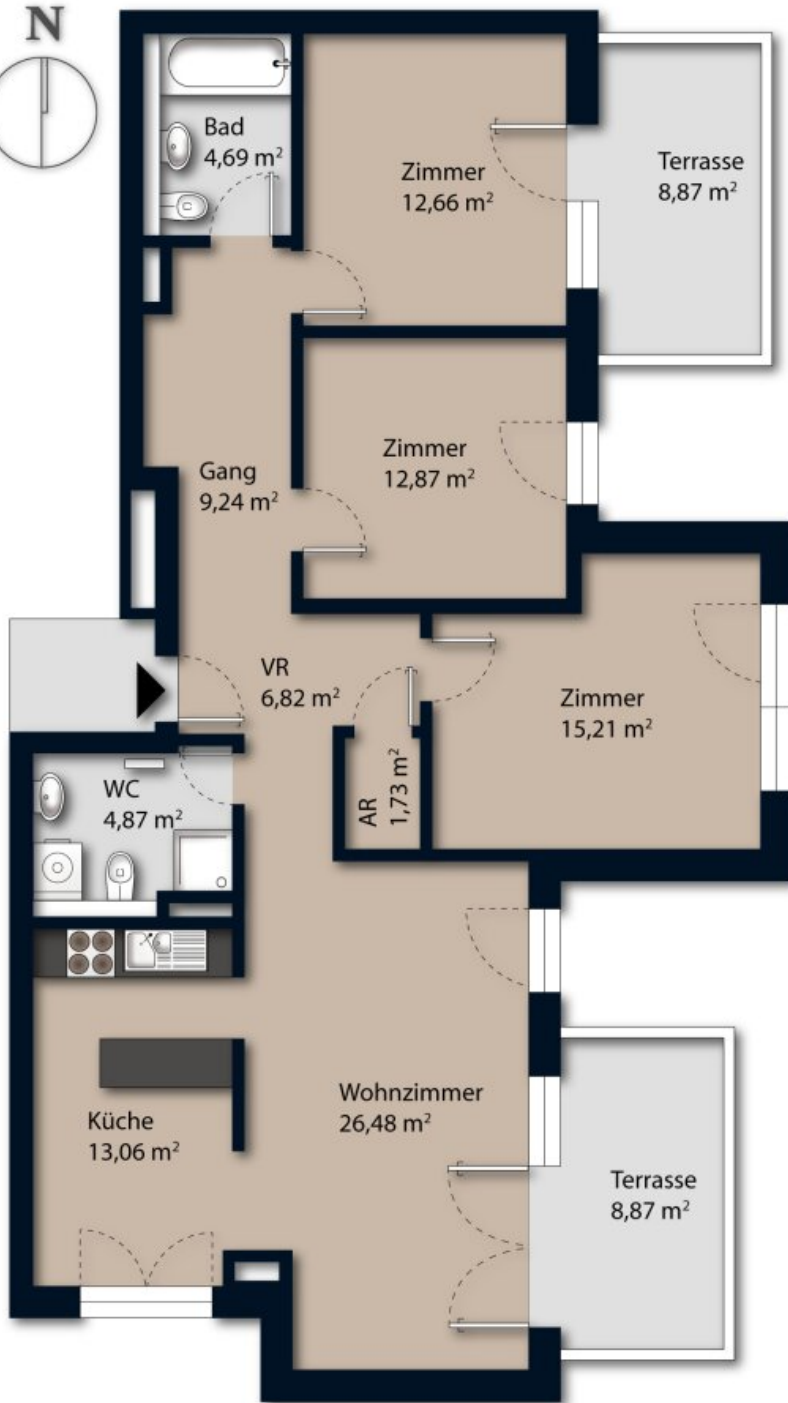 N
Bad
4,69 m²
Zimmer
12,66 m²
Terrasse
8,87 m²
Zimmer
12,87 m²
Gang
9,24 m²
VR
6,82 m²
Zimmer
15,21 m²
WC
4,87 m²
AR
1,73 m²
Wohnzimmer
26,48 m²
Küche
13,06 m²
Terrasse
8,87 m²